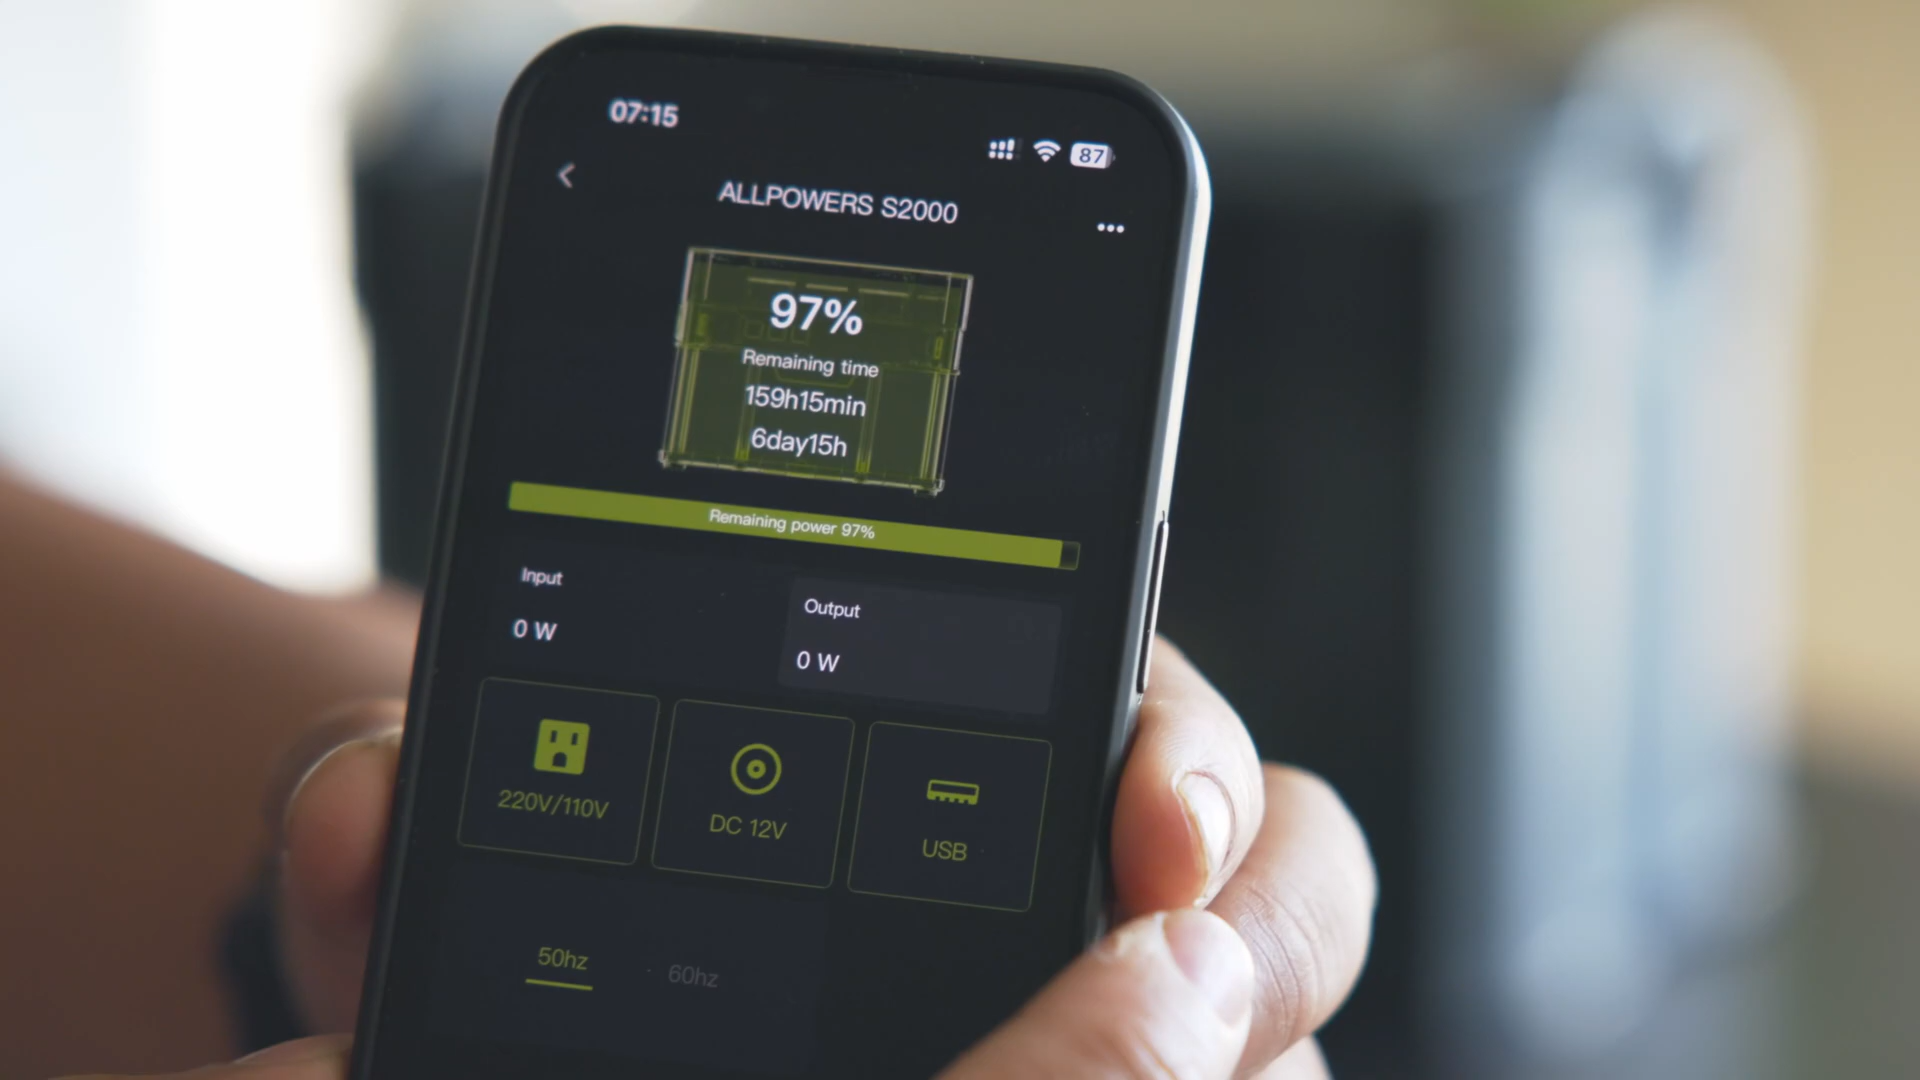 07:15
87
ALLPOWERS S2000
97%
Remaining time
159h15min
6day15h
Remaining power 97%
Input
Output
0 W
0 W
220V/110V
DC 12V
USB
50hz
60hz